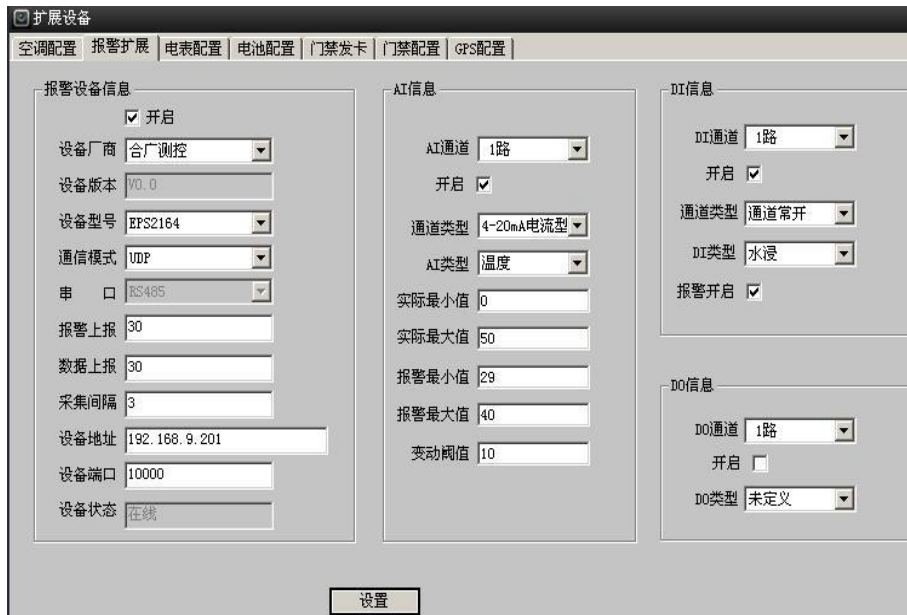 扩展设备
空调配置 报警扩展 电表配置 电池配置 门禁发卡 门禁配置 GPS配置
报警设备信息
开启
设备厂商 合广测控
设备版本 V0.0
设备型号 EPS2164
通信模式 UDP
串 口 RS485
报警上报 30
数据上报 30
采集间隔 3
设备地址 192.168.9.201
设备端口 10000
设备状态 在线
AI信息
AI通道 1路
开启
通道类型 4-20mA电流型
AI类型 温度
实际最小值 0
实际最大值 50
报警最小值 29
报警最大值 40
变动阈值 10
DI信息
DI通道 1路
开启
通道类型 通道常开
DI类型 水浸
报警开启
DO信息
DO通道 1路
开启
DO类型 未定义
设置